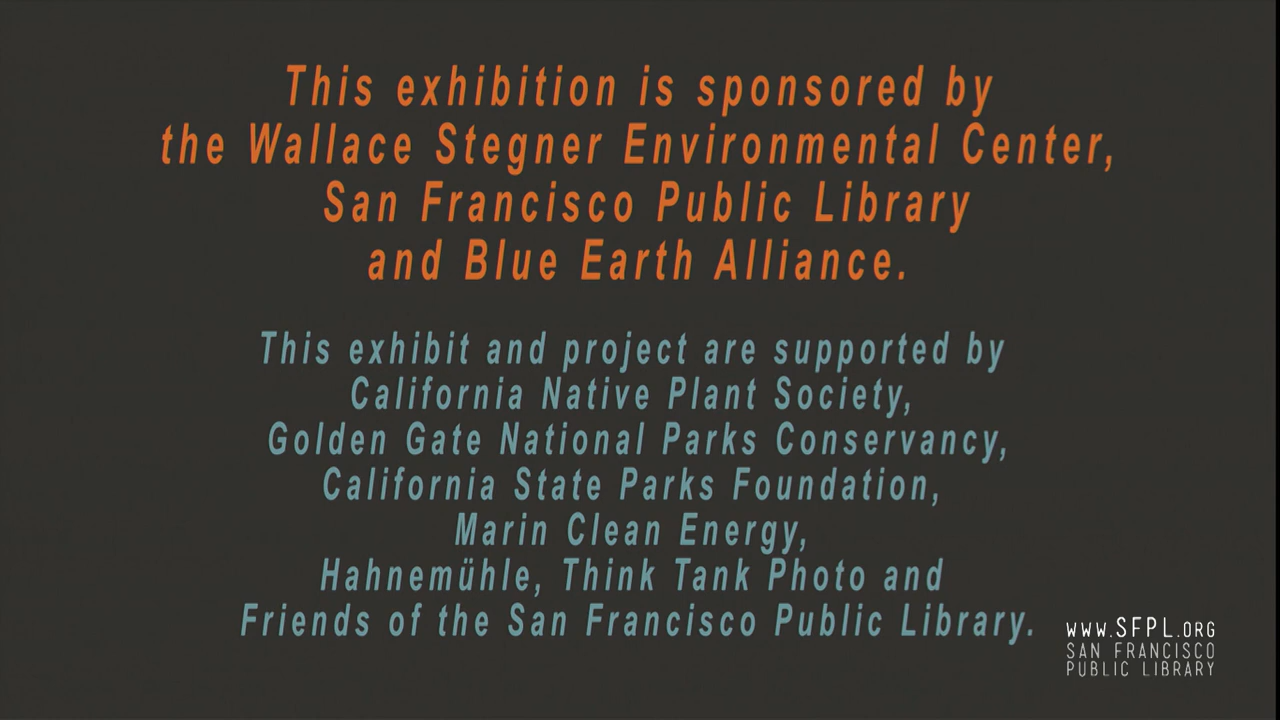 This exhibition is sponsored by
the Wallace Stegner Environmental Center,
San Francisco Public Library
and Blue Earth Alliance.
This exhibit and project are supported by
California Native Plant Society,
Golden Gate National Parks Conservancy,
California State Parks Foundation,
Marin Clean Energy,
Hahnemühle, Think Tank Photo and
Friends of the San Francisco Public Library.
WWW.SFPL.ORG
SAN FRANCISCO
PUBLIC LIBRARY